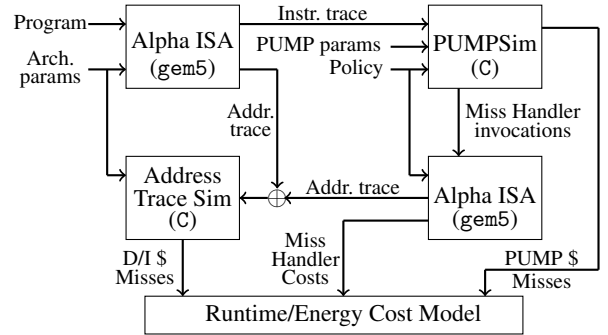 Program
Arch.
params
Alpha ISA
(gem5)
Instr. trace
PUMP params
Policy
PUMPSim
(C)
Addr.
trace
Miss Handler
invocations
Address
Trace Sim
(C)
Addr. trace
Alpha ISA
(gem5)
D/I $
Misses
Miss
Handler
Costs
PUMP $
Misses
Runtime/Energy Cost Model